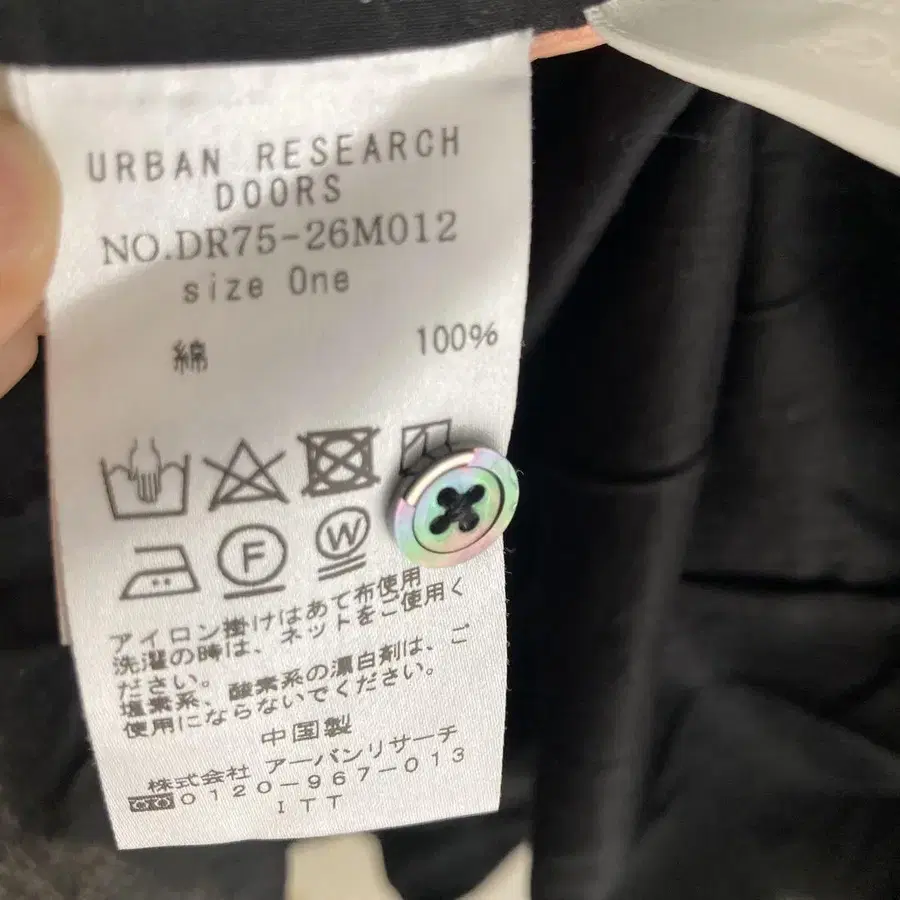 URBAN RESEARCH
DOORS
NO.DR75-26M012
size One
綿 100%
F W
アイロン掛けはあて布使用
洗濯の時は、ネットをご使用く
ださい。
塩素系、酸素系の漂白剤は、ご
使用にならないでください。
中国製
株式会社 アーバンリサーチ
0120-967-013
ITT